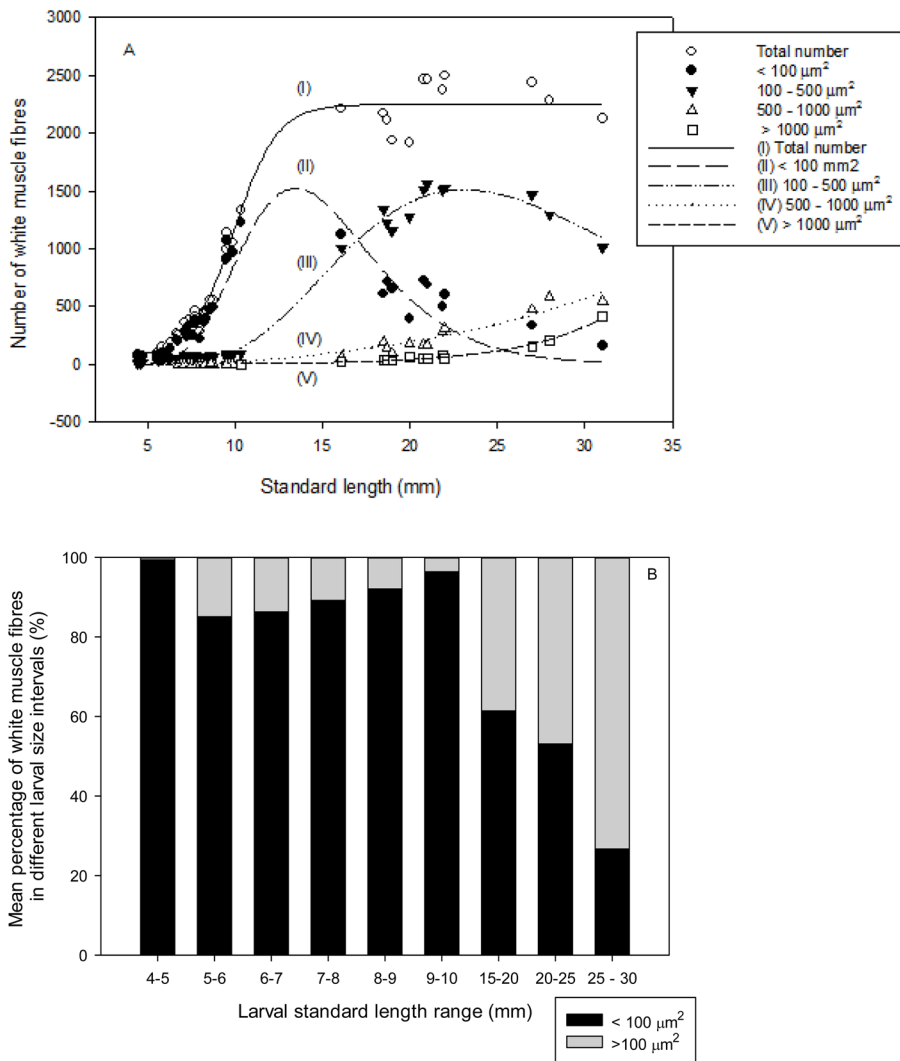 A
3000
2500
2000
1500
1000
500
0
-500
Number of white muscle fibres
(I)
(II)
(III)
(IV)
(V)
5
10
15
20
25
30
35
Standard length (mm)
Total number
< 100 µm²
100 - 500 µm²
500 - 1000 µm²
> 1000 µm²
(I) Total number
(II) < 100 mm2
(III) 100 - 500 µm²
(IV) 500 - 1000 µm²
(V) > 1000 µm²
B
100
80
60
40
20
0
Mean percentage of white muscle fibres
in different larval size intervals (%)
4-5
5-6
6-7
7-8
8-9
9-10
15-20
20-25
25 - 30
Larval standard length range (mm)
< 100 µm²
>100 µm²